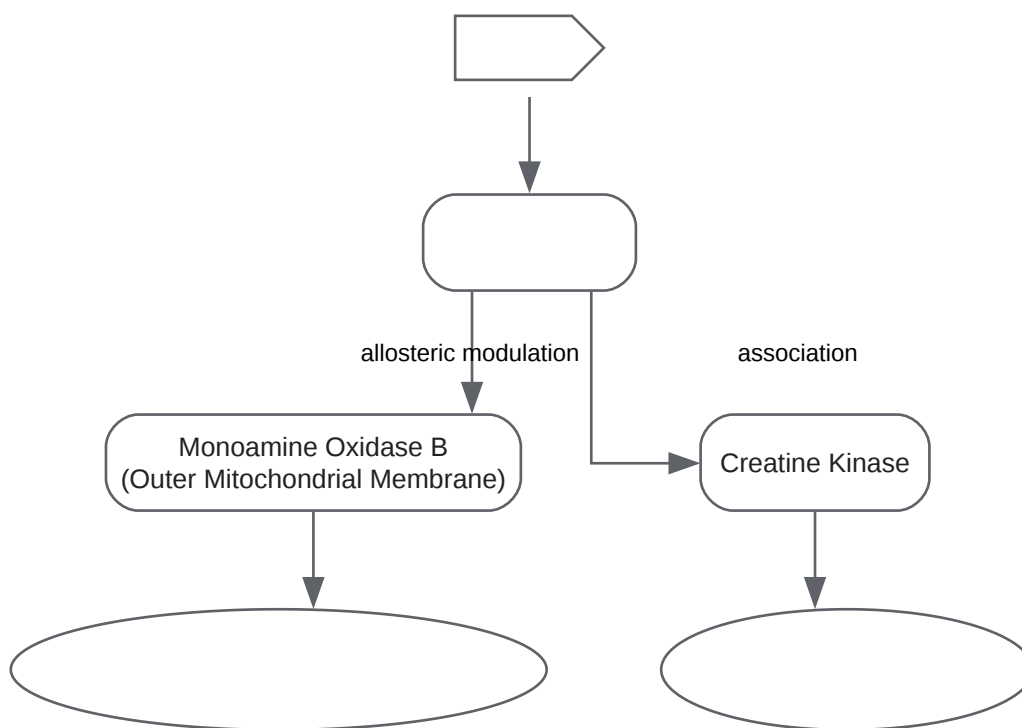 allosteric modulation
association
Monoamine Oxidase B
(Outer Mitochondrial Membrane)
Creatine Kinase